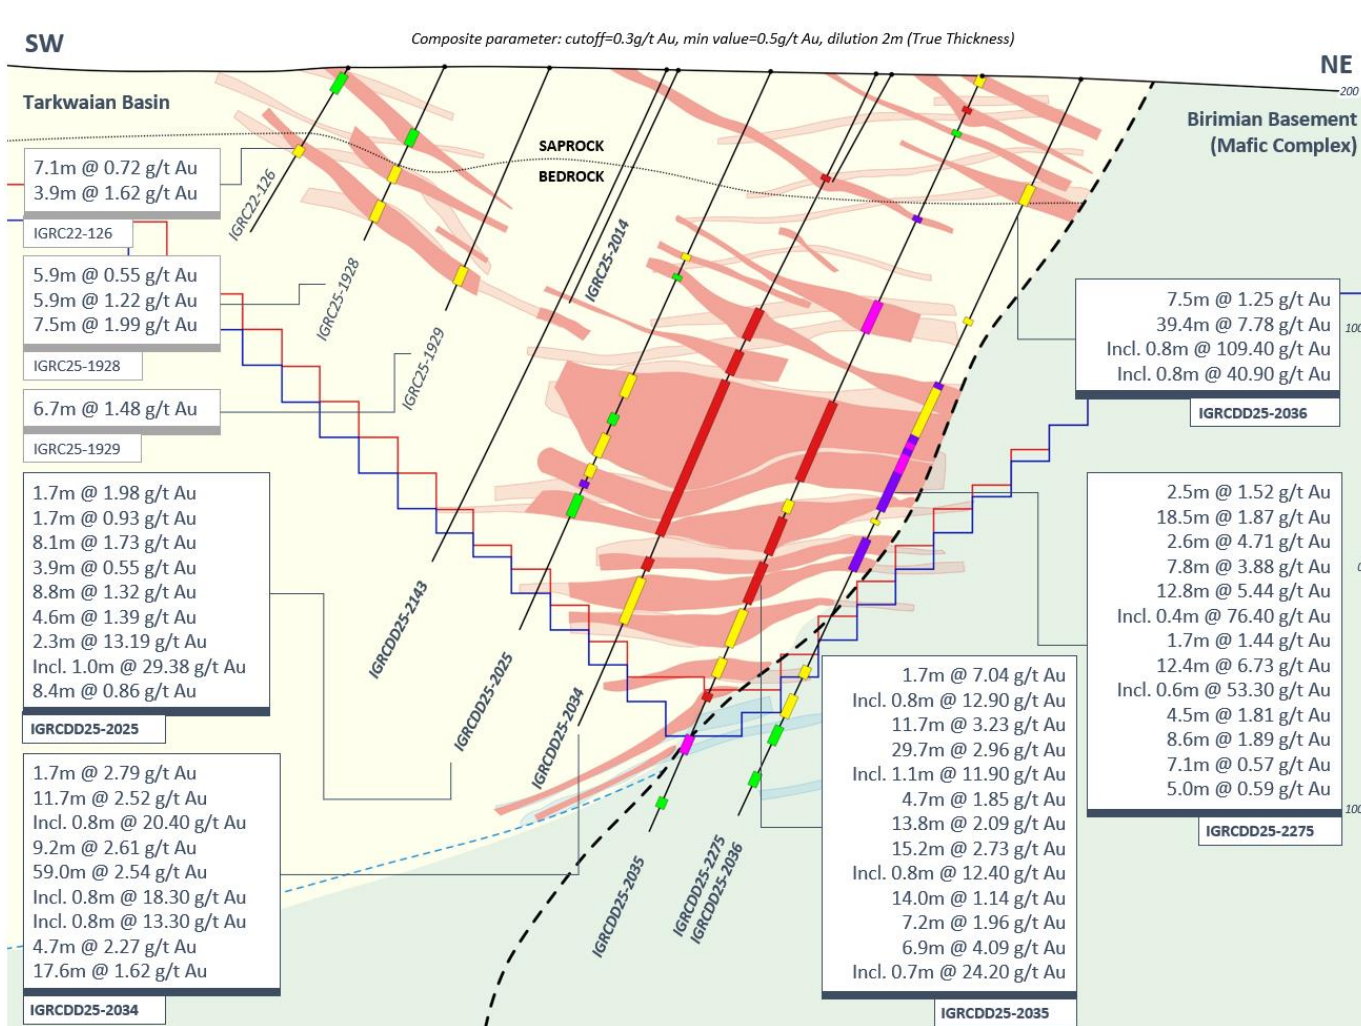 SW
Composite parameter: cutoff=0.3g/t Au, min value=0.5g/t Au, dilution 2m (True Thickness)
NE
200
Tarkwaian Basin
Birimian Basement
(Mafic Complex)
SAPROCK
BEDROCK
7.1m @ 0.72 g/t Au
3.9m @ 1.62 g/t Au
IGRC22-126
5.9m @ 0.55 g/t Au
5.9m @ 1.22 g/t Au
7.5m @ 1.99 g/t Au
IGRC25-1928
6.7m @ 1.48 g/t Au
IGRC25-1929
1.7m @ 1.98 g/t Au
1.7m @ 0.93 g/t Au
8.1m @ 1.73 g/t Au
3.9m @ 0.55 g/t Au
8.8m @ 1.32 g/t Au
4.6m @ 1.39 g/t Au
2.3m @ 13.19 g/t Au
Incl. 1.0m @ 29.38 g/t Au
8.4m @ 0.86 g/t Au
IGRCDD25-2025
1.7m @ 2.79 g/t Au
11.7m @ 2.52 g/t Au
Incl. 0.8m @ 20.40 g/t Au
9.2m @ 2.61 g/t Au
59.0m @ 2.54 g/t Au
Incl. 0.8m @ 18.30 g/t Au
Incl. 0.8m @ 13.30 g/t Au
4.7m @ 2.27 g/t Au
17.6m @ 1.62 g/t Au
IGRCDD25-2034
IGRC22-126
IGRC25-1928
IGRC25-1929
IGRC25-2014
IGRCDD25-2143
IGRCDD25-2025
IGRCDD25-2034
IGRCDD25-2035
IGRCDD25-2275
IGRCDD25-2036
7.5m @ 1.25 g/t Au
39.4m @ 7.78 g/t Au
Incl. 0.8m @ 109.40 g/t Au
Incl. 0.8m @ 40.90 g/t Au
IGRCDD25-2036
100
2.5m @ 1.52 g/t Au
18.5m @ 1.87 g/t Au
2.6m @ 4.71 g/t Au
7.8m @ 3.88 g/t Au
12.8m @ 5.44 g/t Au
Incl. 0.4m @ 76.40 g/t Au
1.7m @ 1.44 g/t Au
12.4m @ 6.73 g/t Au
Incl. 0.6m @ 53.30 g/t Au
4.5m @ 1.81 g/t Au
8.6m @ 1.89 g/t Au
7.1m @ 0.57 g/t Au
5.0m @ 0.59 g/t Au
IGRCDD25-2275
0
100
1.7m @ 7.04 g/t Au
Incl. 0.8m @ 12.90 g/t Au
11.7m @ 3.23 g/t Au
29.7m @ 2.96 g/t Au
Incl. 1.1m @ 11.90 g/t Au
4.7m @ 1.85 g/t Au
13.8m @ 2.09 g/t Au
15.2m @ 2.73 g/t Au
Incl. 0.8m @ 12.40 g/t Au
14.0m @ 1.14 g/t Au
7.2m @ 1.96 g/t Au
6.9m @ 4.09 g/t Au
Incl. 0.7m @ 24.20 g/t Au
IGRCDD25-2035